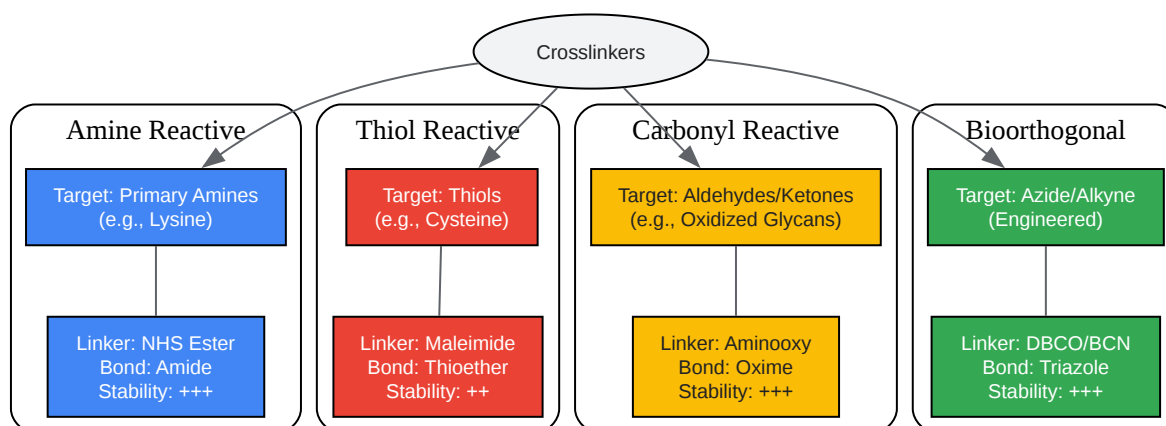 Crosslinkers
Amine Reactive
Target: Primary Amines
(e.g., Lysine)
Linker: NHS Ester
Bond: Amide
Stability: +++
Thiol Reactive
Target: Thiols
(e.g., Cysteine)
Linker: Maleimide
Bond: Thioether
Stability: ++
Carbonyl Reactive
Target: Aldehydes/Ketones
(e.g., Oxidized Glycans)
Linker: Aminooxy
Bond: Oxime
Stability: +++
Bioorthogonal
Target: Azide/Alkyne
(Engineered)
Linker: DBCO/BCN
Bond: Triazole
Stability: +++